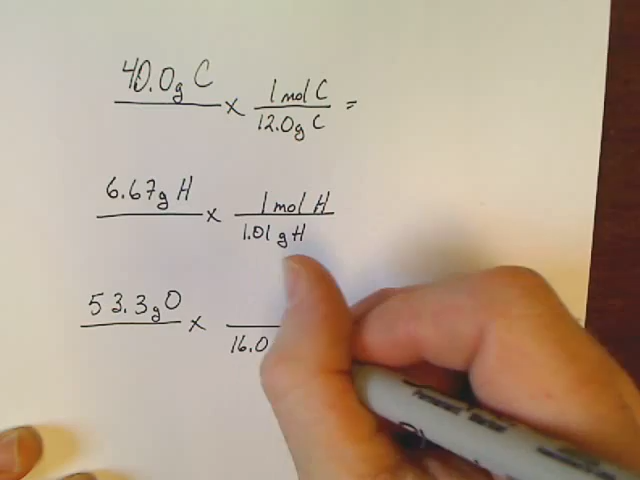 40.0g C x 1 mol C =
12.0g C
6.67g H x 1 mol H
1.01 g H
53.3g O x
16.0